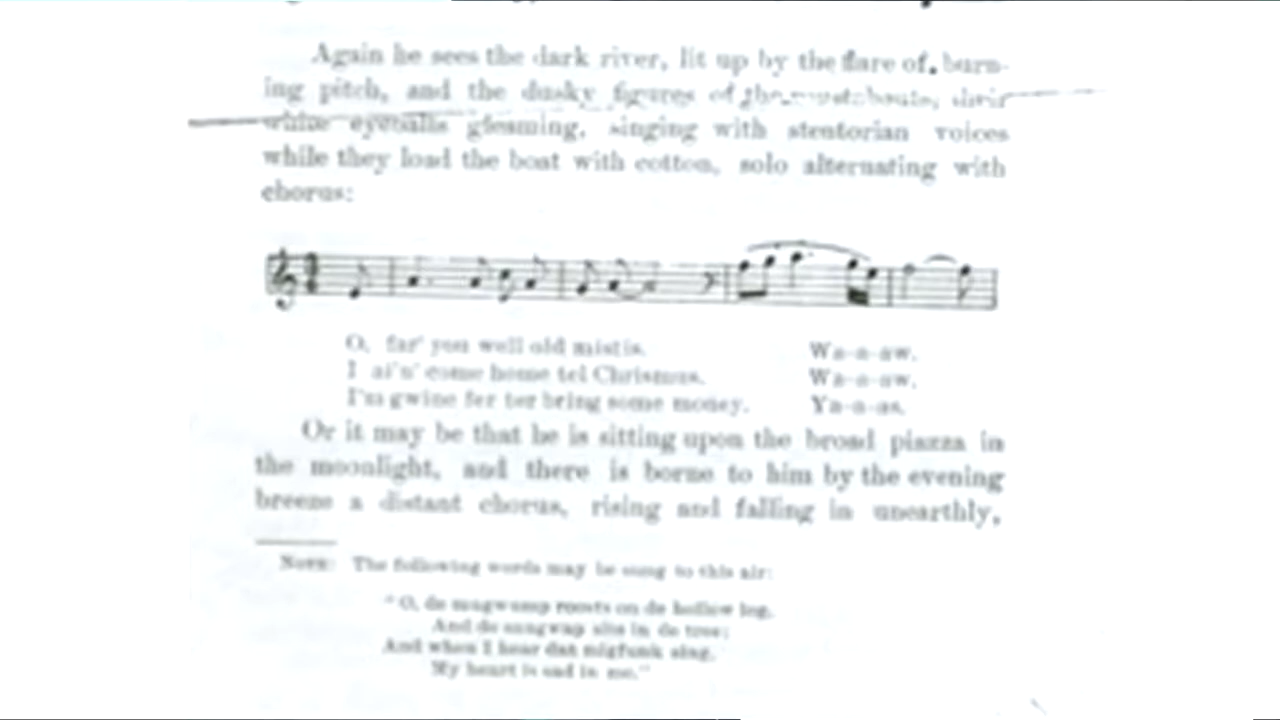 Again he sees the dark river, lit up by the flare of burn-
ing pitch, and the dusky figures of the roustabouts, their
white eyeballs gleaming, singing with stentorian voices
while they load the boat with cotton, solo alternating with
chorus:
O, far' you well old mistis. Wa-a-aw.
I ai'n' come home tel Chrismus. Wa-a-aw.
I'm gwine fer ter bring some money. Ya-a-as.
Or it may be that he is sitting upon the broad piazza in
the moonlight, and there is borne to him by the evening
breeze a distant chorus, rising and falling in unearthly,
NOTE: The following words may be sung to this air:
"O, de mugwump roosts on de hollow log,
And de snagwap sits in de tree;
And when I hear dat migfunk sing,
My heart is sad in me."